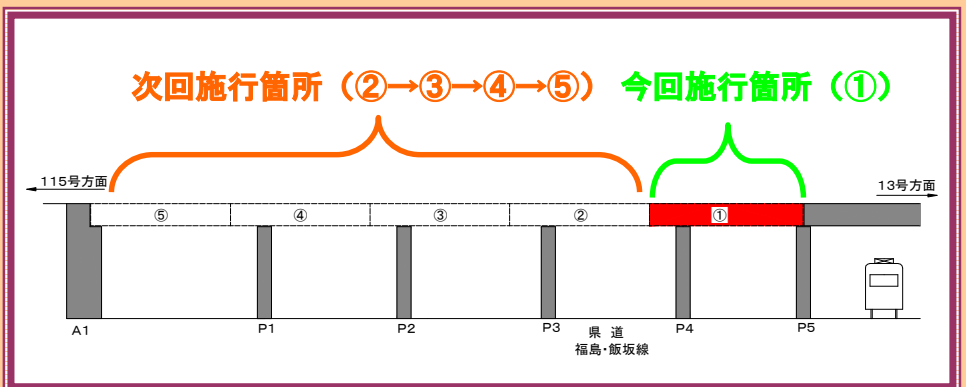 次回施行箇所（②→③→④→⑤） 今回施行箇所（①）
115号方面
13号方面
⑤ ④ ③ ② ①
A1 P1 P2 P3 県道 P4 P5
福島・飯坂線